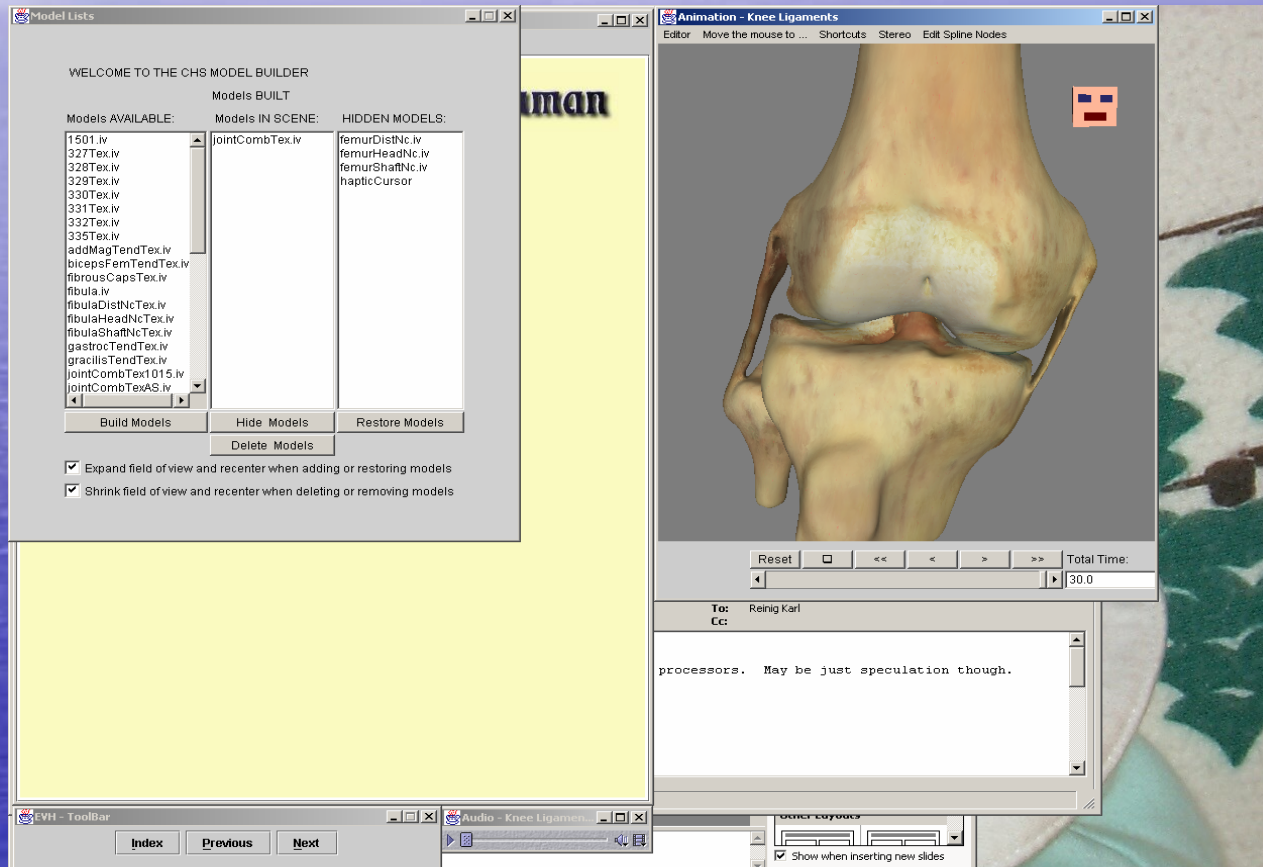 Model Lists
WELCOME TO THE CHS MODEL BUILDER
Models BUILT
Models AVAILABLE:
Models IN SCENE:
HIDDEN MODELS:
1501.iv
327Tex.iv
328Tex.iv
329Tex.iv
330Tex.iv
331Tex.iv
332Tex.iv
335Tex.iv
addMagTendTex.iv
bicepsFemTendTex.iv
fibrousCapsTex.iv
fibula.iv
fibulaDistNcTex.iv
fibulaHeadNcTex.iv
fibulaShaftNcTex.iv
gastrocTendTex.iv
gracilisTendTex.iv
jointCombTex1015.iv
jointCombTexAS.iv
jointCombTex.iv
femurDistNc.iv
femurHeadNc.iv
femurShaftNc.iv
hapticCursor
Build Models
Hide Models
Restore Models
Delete Models
Expand field of view and recenter when adding or restoring models
Shrink field of view and recenter when deleting or removing models
Animation - Knee Ligaments
Editor Move the mouse to ... Shortcuts Stereo Edit Spline Nodes
Reset << < > >> Total Time:
30.0
To: Reinig Karl
Cc:
processors. May be just speculation though.
EVH - ToolBar
Index Previous Next
Audio - Knee Ligamen...
Other Layouts
Show when inserting new slides